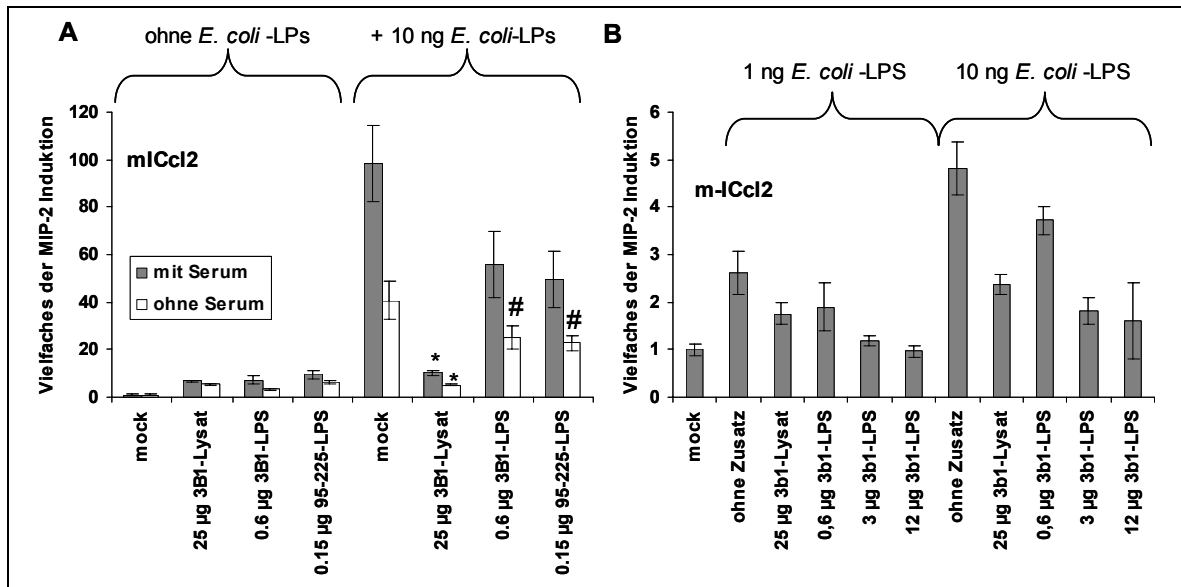 A
ohne E. coli -LPs
+ 10 ng E. coli-LPs
Vielfaches der MIP-2 Induktion
120
100
80
60
40
20
0
mICcl2
mit Serum
ohne Serum
*
*
#
#
mock
25 µg 3B1-Lysat
0.6 µg 3B1-LPS
0.15 µg 95-225-LPS
mock
25 µg 3B1-Lysat
0.6 µg 3B1-LPS
0.15 µg 95-225-LPS
B
1 ng E. coli -LPS
10 ng E. coli -LPS
Vielfaches der MIP-2 Induktion
6
5
4
3
2
1
0
m-ICcl2
mock
ohne Zusatz
25 µg 3b1-Lysat
0,6 µg 3b1-LPS
3 µg 3b1-LPS
12 µg 3b1-LPS
ohne Zusatz
25 µg 3b1-Lysat
0,6 µg 3b1-LPS
3 µg 3b1-LPS
12 µg 3b1-LPS